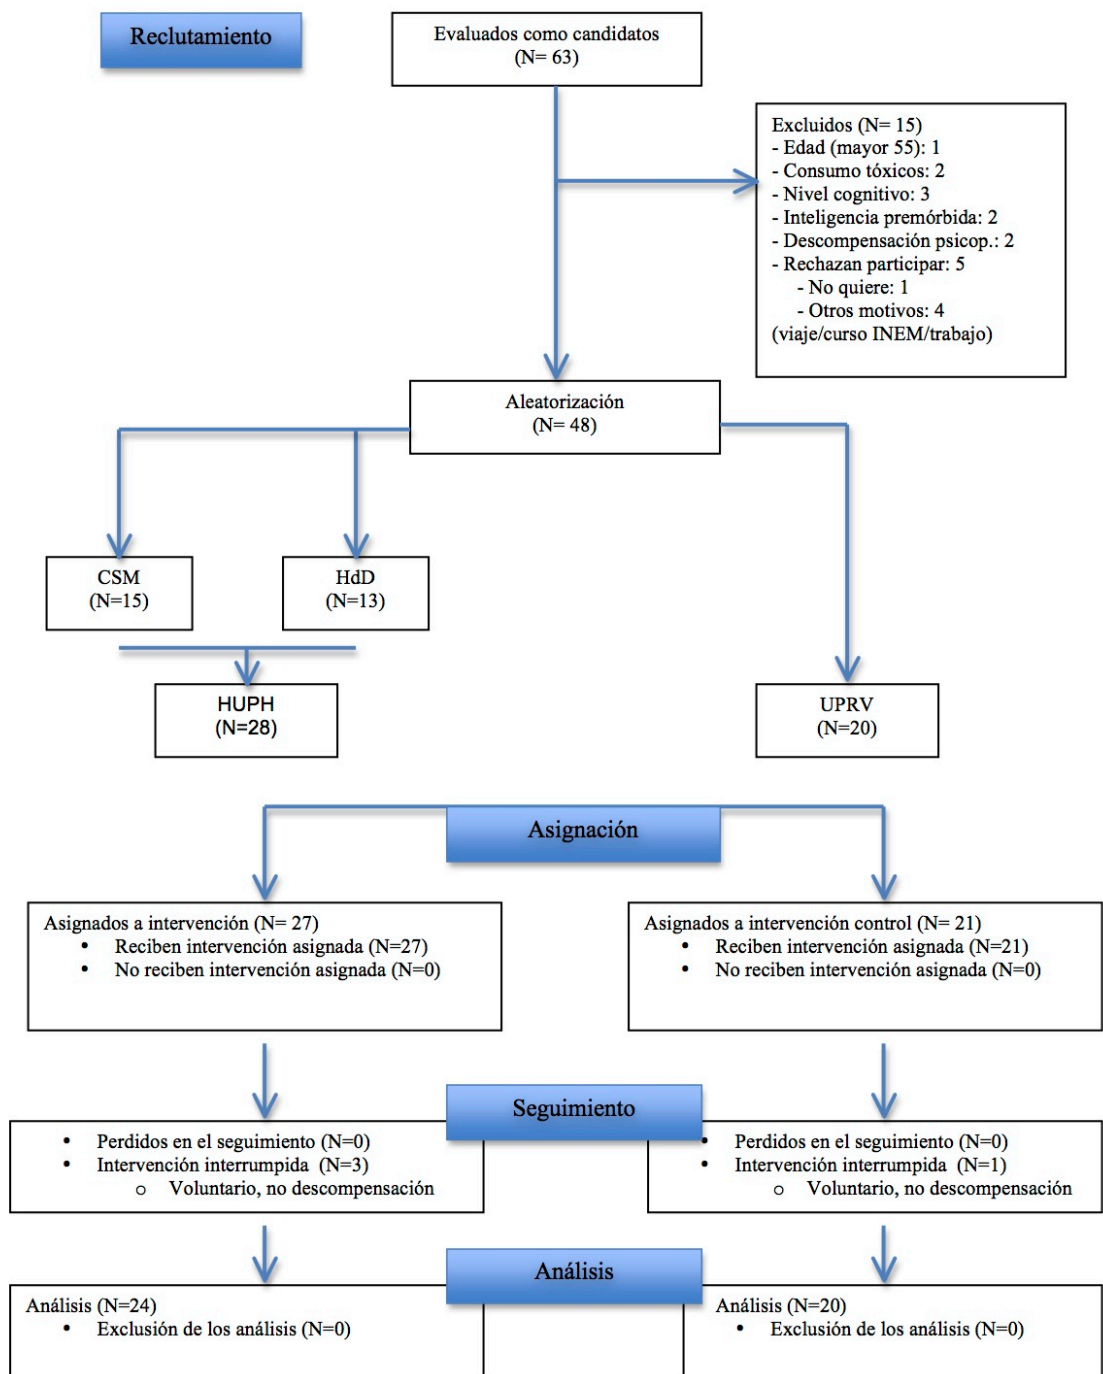 Reclutamiento
Evaluados como candidatos
(N= 63)
Excluidos (N= 15)
- Edad (mayor 55): 1
- Consumo tóxicos: 2
- Nivel cognitivo: 3
- Inteligencia premórbida: 2
- Descompensación psicop.: 2
- Rechazan participar: 5
- No quiere: 1
- Otros motivos: 4
(viaje/curso INEM/trabajo)
Aleatorización
(N= 48)
CSM
(N=15)
HdD
(N=13)
HUPH
(N=28)
UPRV
(N=20)
Asignación
Asignados a intervención (N= 27)
• Reciben intervención asignada (N=27)
• No reciben intervención asignada (N=0)
Asignados a intervención control (N= 21)
• Reciben intervención asignada (N=21)
• No reciben intervención asignada (N=0)
Seguimiento
• Perdidos en el seguimiento (N=0)
• Intervención interrumpida (N=3)
o Voluntario, no descompensación
• Perdidos en el seguimiento (N=0)
• Intervención interrumpida (N=1)
o Voluntario, no descompensación
Análisis
Análisis (N=24)
• Exclusión de los análisis (N=0)
Análisis (N=20)
• Exclusión de los análisis (N=0)